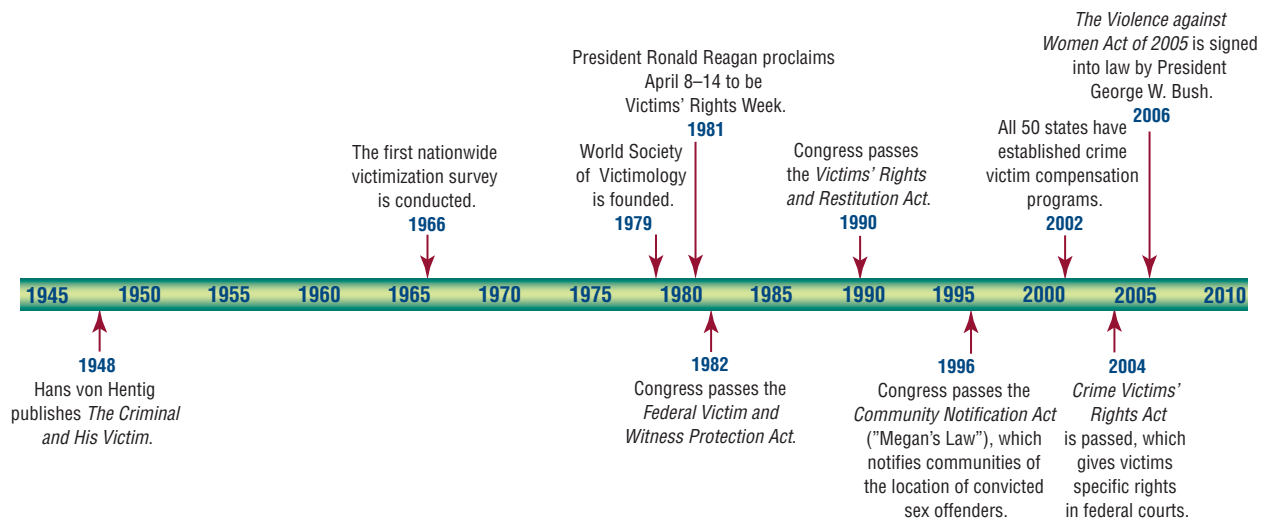 The Violence against
Women Act of 2005 is signed
into law by President
George W. Bush.
2006
President Ronald Reagan proclaims
April 8–14 to be
Victims' Rights Week.
1981
All 50 states have
established crime
victim compensation
programs.
2002
The first nationwide
victimization survey
is conducted.
1966
World Society
of Victimology
is founded.
1979
Congress passes
the Victims' Rights
and Restitution Act.
1990
1945 1950 1955 1960 1965 1970 1975 1980 1985 1990 1995 2000 2005 2010
1948
Hans von Hentig
publishes The Criminal
and His Victim.
1982
Congress passes the
Federal Victim and
Witness Protection Act.
1996
Congress passes the
Community Notification Act
("Megan's Law"), which
notifies communities of
the location of convicted
sex offenders.
2004
Crime Victims'
Rights Act
is passed, which
gives victims
specific rights
in federal courts.